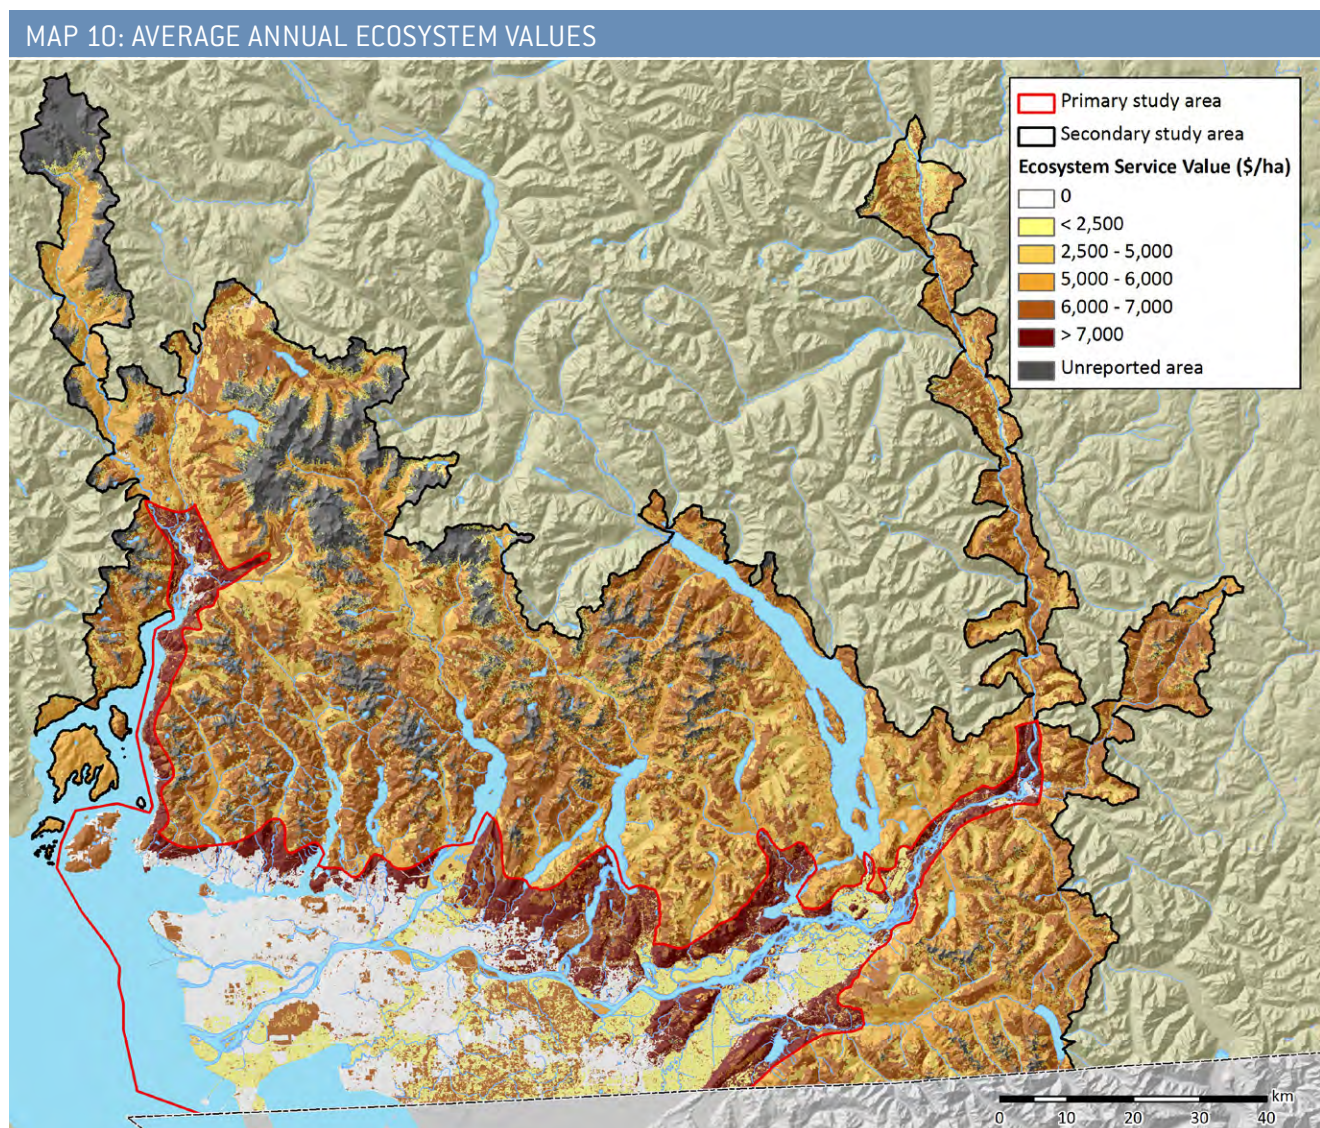 MAP 10: AVERAGE ANNUAL ECOSYSTEM VALUES
Primary study area
Secondary study area
Ecosystem Service Value ($/ha)
0
< 2,500
2,500 - 5,000
5,000 - 6,000
6,000 - 7,000
> 7,000
Unreported area
km
0 10 20 30 40